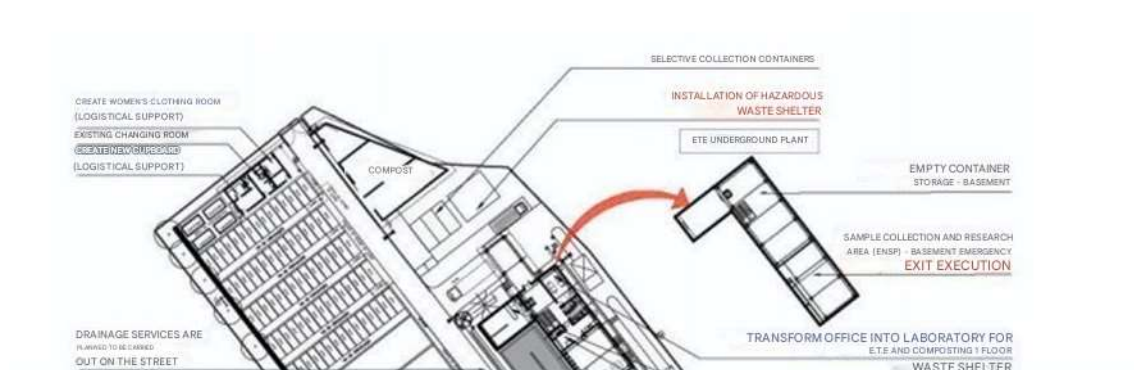 SELECTIVE COLLECTION CONTAINERS
INSTALLATION OF HAZARDOUS
WASTE SHELTER
ETE UNDERGROUND PLANT
CREATE WOMEN'S CLOTHING ROOM
(LOGISTICAL SUPPORT)
EXISTING CHANGING ROOM
CREATE NEW CUPBOARD
(LOGISTICAL SUPPORT)
COMPOST
EMPTY CONTAINER
STORAGE - BASEMENT
SAMPLE COLLECTION AND RESEARCH
AREA (ENSP) - BASEMENT EMERGENCY
EXIT EXECUTION
DRAINAGE SERVICES ARE
PLANNED TO BE CARRIED
OUT ON THE STREET
TRANSFORM OFFICE INTO LABORATORY FOR
E.T.E AND COMPOSTING 1 FLOOR
WASTE SHELTER